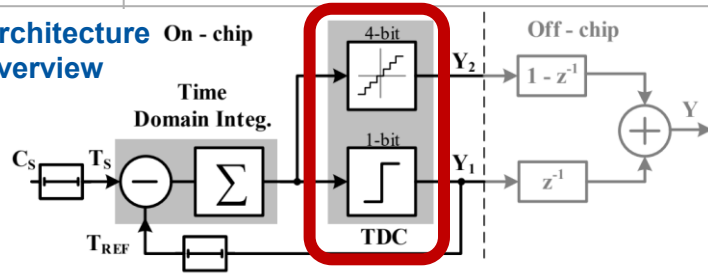 rchitecture
verview
On - chip
Off - chip
Time
Domain Integ.
4-bit
1-bit
TDC
C_S
T_S
T_REF
−
Σ
Y_2
Y_1
1 - z^-1
z^-1
+
Y